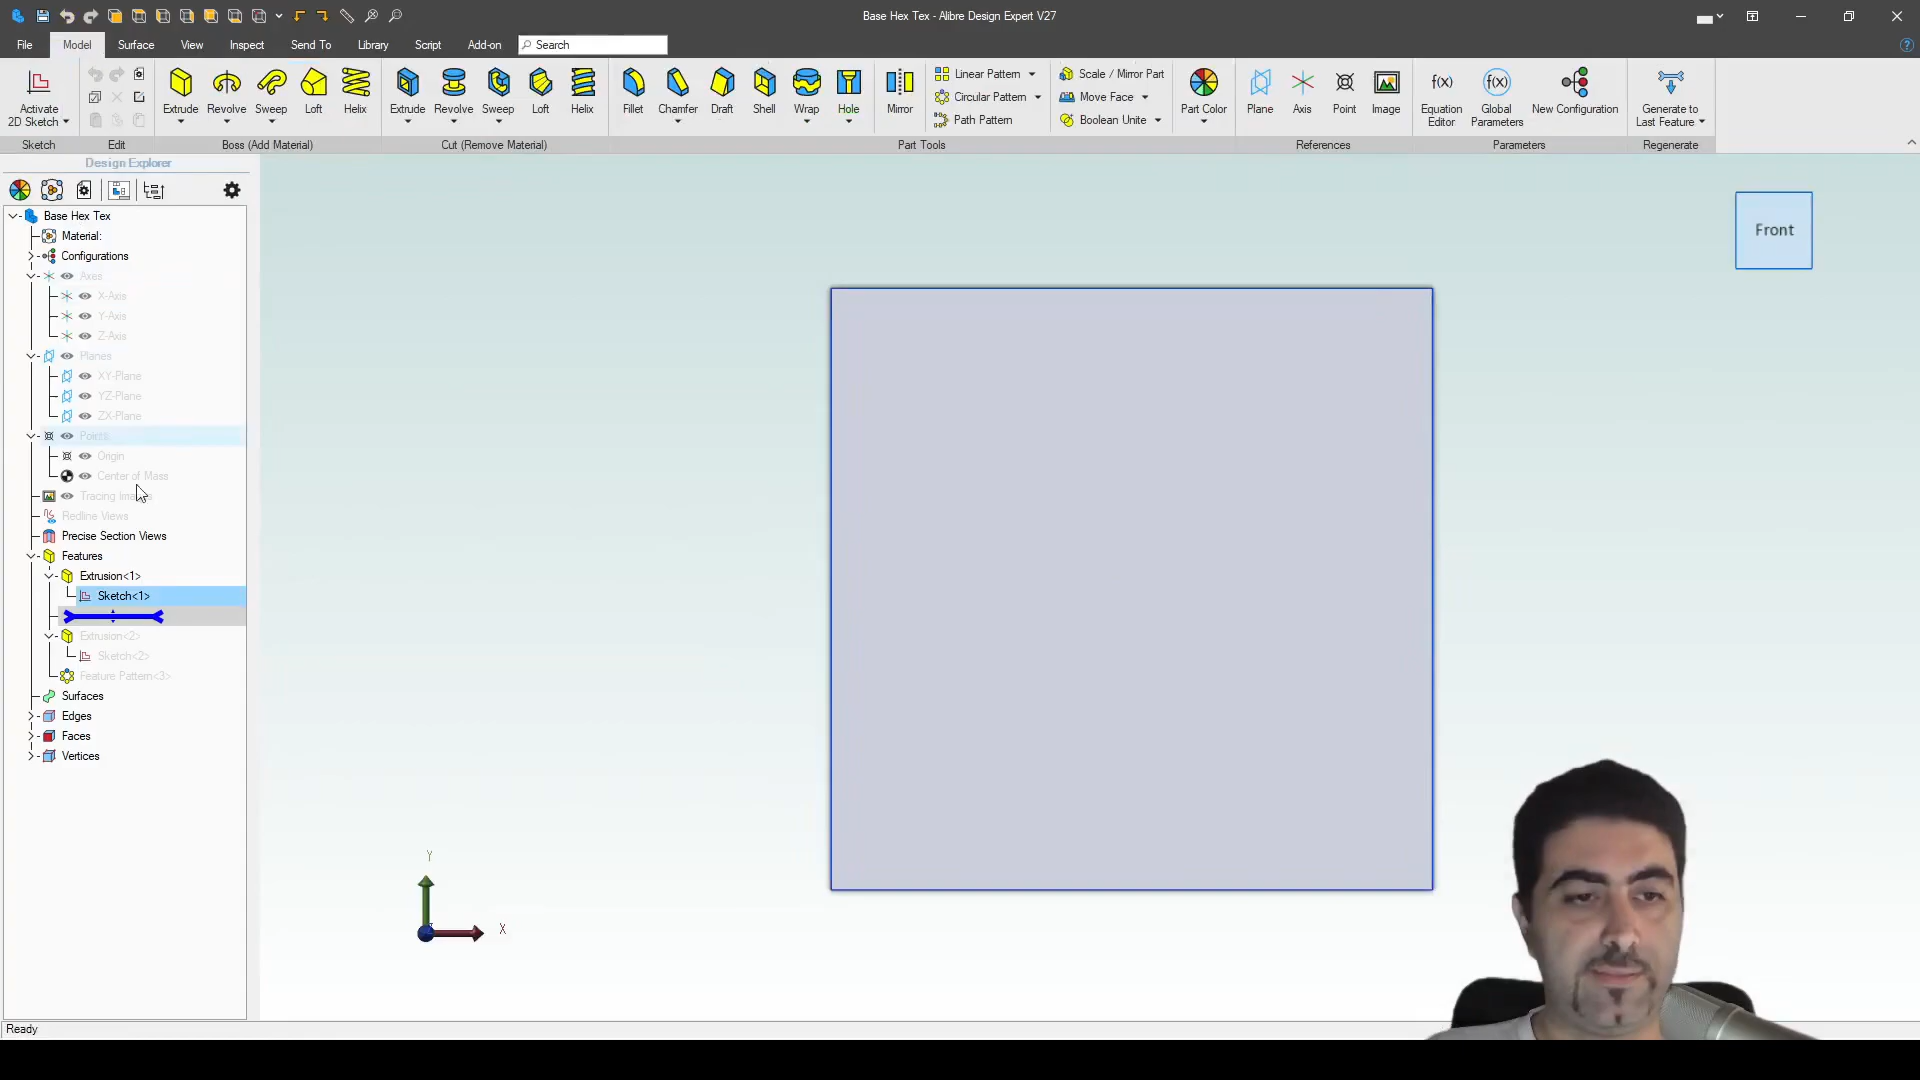 Base Hex Tex - Alibre Design Expert V27
File Model Surface View Inspect Send To Library Script Add-on Search
Activate
2D Sketch
Extrude Revolve Sweep Loft Helix
Extrude Revolve Sweep Loft Helix
Fillet Chamfer Draft Shell Wrap Hole Mirror
Linear Pattern
Circular Pattern
Path Pattern
Scale / Mirror Part
Move Face
Boolean Unite
Part Color
Plane Axis Point Image
Equation
Editor
Global
Parameters
New Configuration
Generate to
Last Feature
Sketch Edit Boss (Add Material) Cut (Remove Material) Part Tools References Parameters Regenerate
Design Explorer
Base Hex Tex
Material:
Configurations
Axes
X-Axis
Y-Axis
Z-Axis
Planes
XY-Plane
YZ-Plane
ZX-Plane
Points
Origin
Center of Mass
Tracing
Redline Views
Precise Section Views
Features
Extrusion<1>
Sketch<1>
Extrusion<2>
Sketch<2>
Feature Pattern<3>
Surfaces
Edges
Faces
Vertices
Front
Y
X
Ready